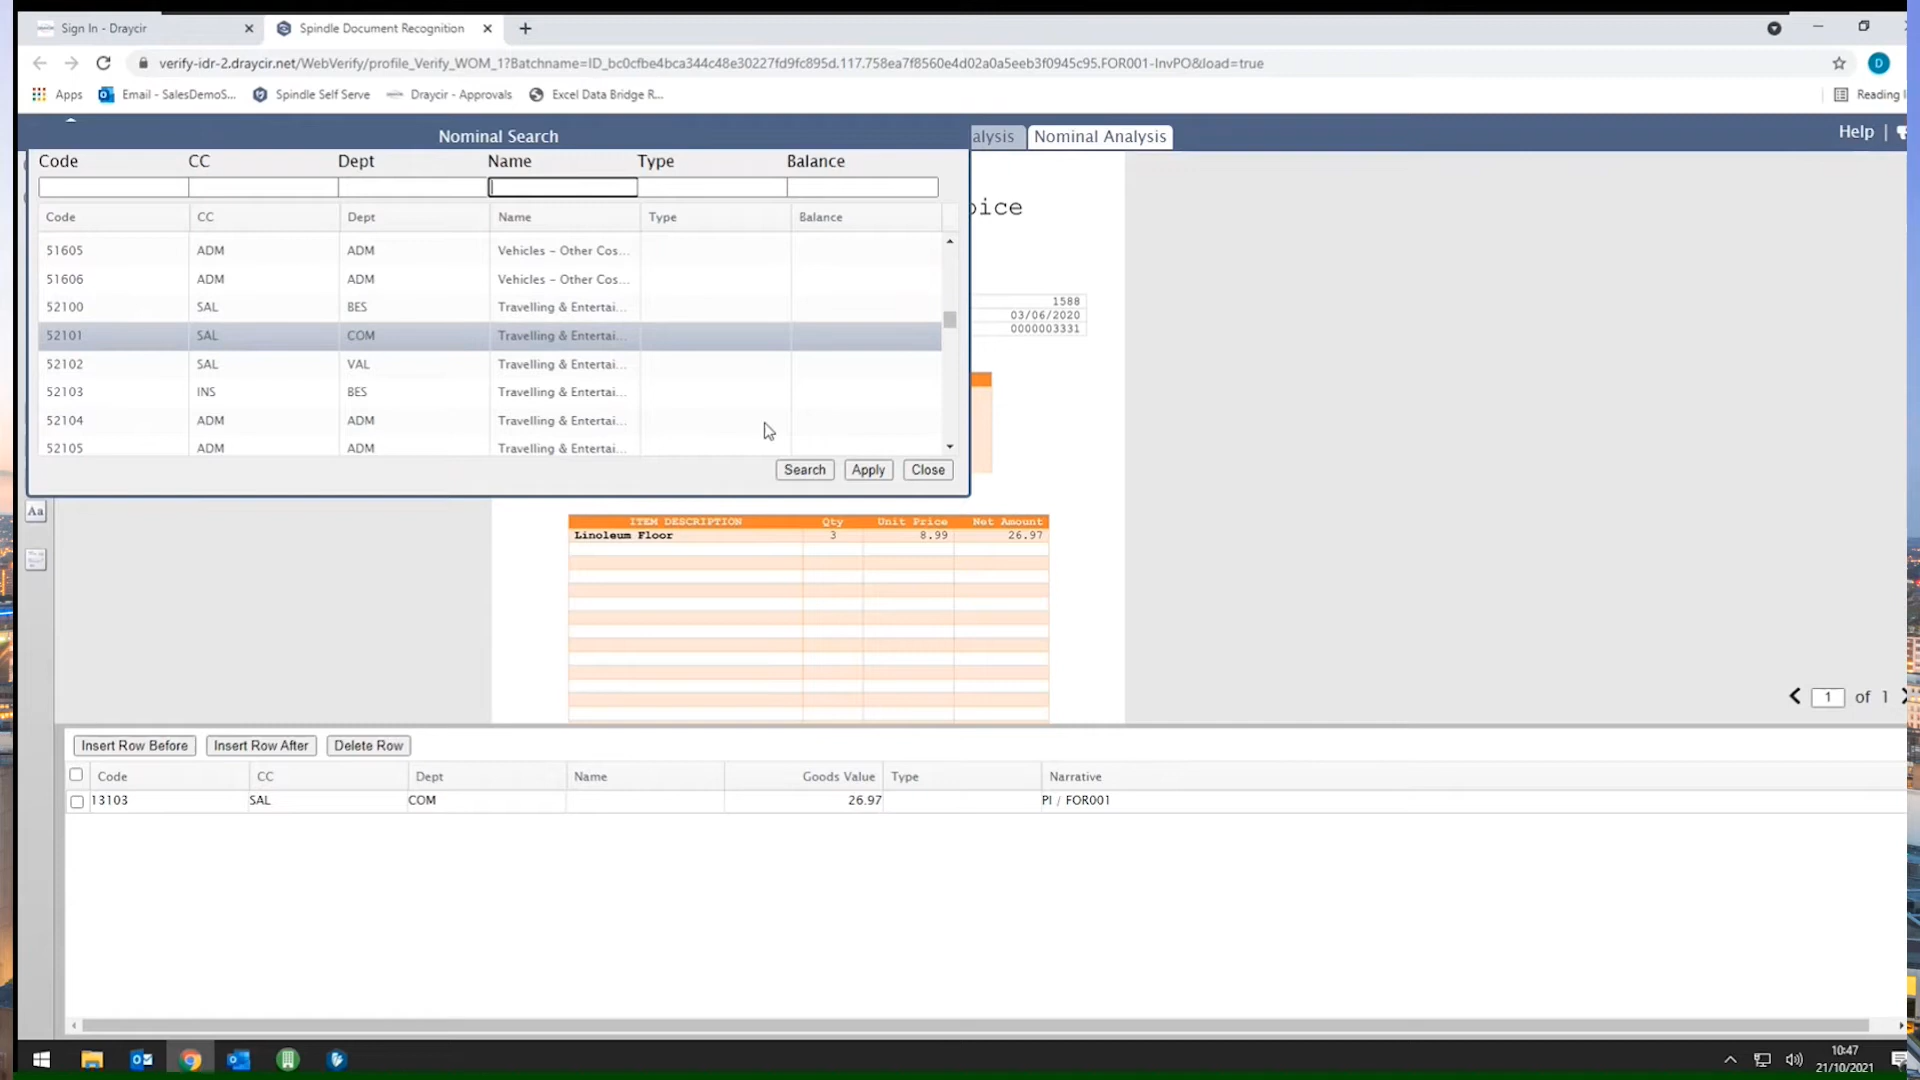 Sign In - Draycir
Spindle Document Recognition
verify-idr-2.draycir.net/WebVerify/profile_Verify_WOM_1?Batchname=ID_bc0cfbe4bca344c48e30227fd9fc895d.117.758ea7f8560e4d02a0a5eeb3f0945c95.FOR001-InvPO&load=true
D
Apps
Email - SalesDemoS...
Spindle Self Serve
Draycir - Approvals
Excel Data Bridge R...
Reading l
Nominal Search
alysis
Nominal Analysis
Help |
Code CC Dept Name Type Balance
Code CC Dept Name Type Balance
51605 ADM ADM Vehicles – Other Cos...
51606 ADM ADM Vehicles – Other Cos...
52100 SAL BES Travelling & Entertai...
52101 SAL COM Travelling & Entertai...
52102 SAL VAL Travelling & Entertai...
52103 INS BES Travelling & Entertai...
52104 ADM ADM Travelling & Entertai...
52105 ADM ADM Travelling & Entertai...
Search Apply Close
oice
1588
03/06/2020
0000003331
Aa
ITEM DESCRIPTION Qty Unit Price Net Amount
Linoleum Floor 3 8.99 26.97
1 of 1
Insert Row Before Insert Row After Delete Row
Code CC Dept Name Goods Value Type Narrative
13103 SAL COM 26.97 PI / FOR001
10:47
21/10/2021